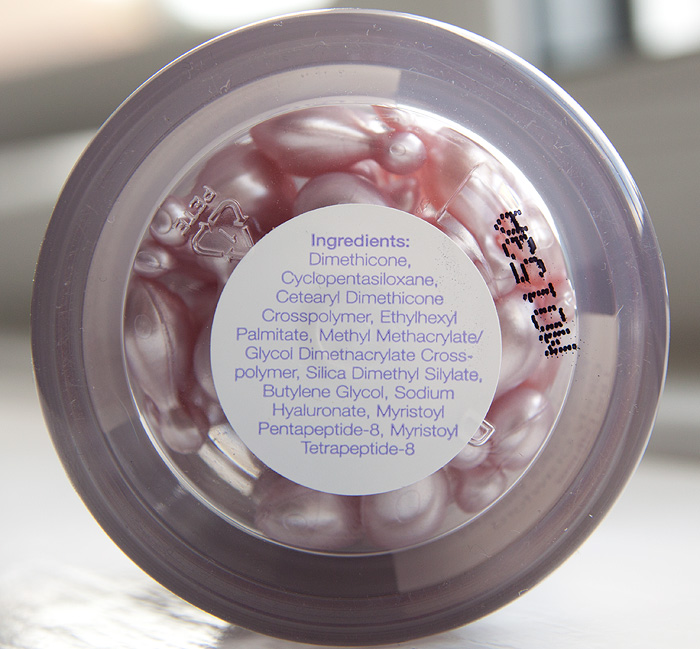 Ingredients:
Dimethicone,
Cyclopentasiloxane,
Cetearyl Dimethicone
Crosspolymer, Ethylhexyl
Palmitate, Methyl Methacrylate/
Glycol Dimetnacrylate Cross-
polymer, Silica Dimethyl Silylate,
Butylene Glycol, Sodium
Hyaluronate, Myristoyl
Pentapeptide-8, Myristoyl
Tetrapeptide-8
PETE